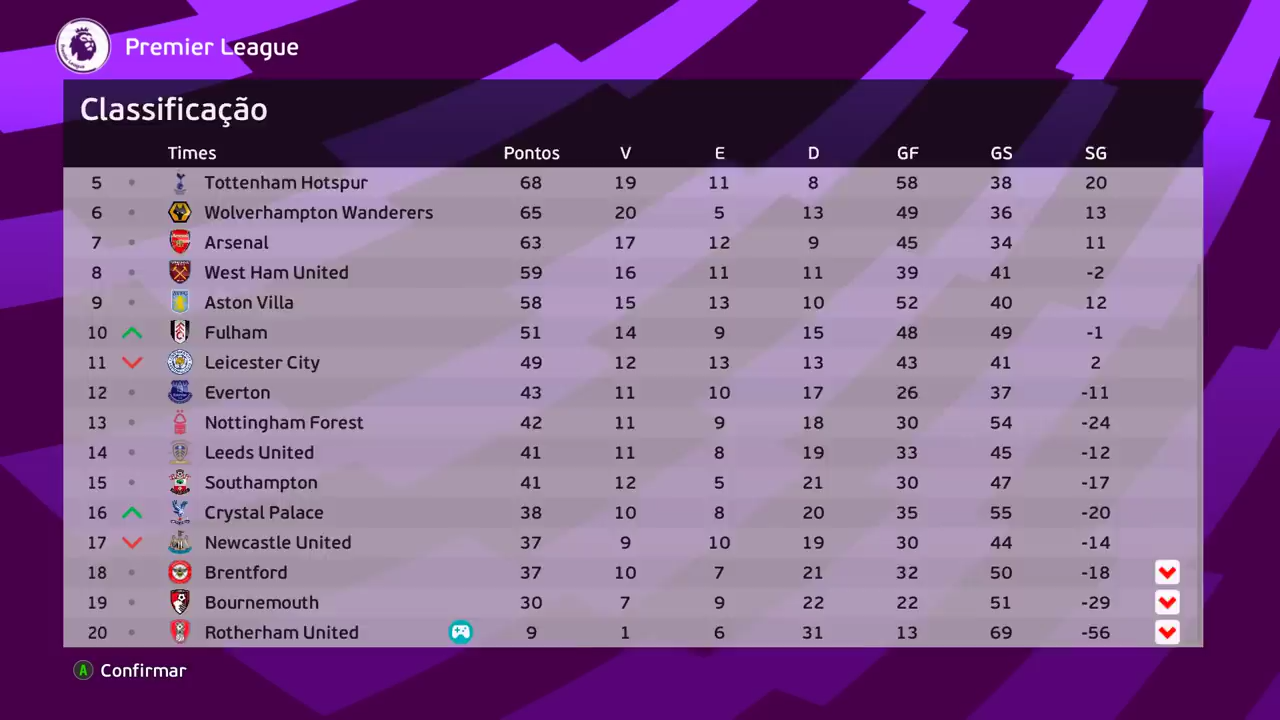 Premier League
Classificação
Times Pontos V E D GF GS SG
5 Tottenham Hotspur 68 19 11 8 58 38 20
6 Wolverhampton Wanderers 65 20 5 13 49 36 13
7 Arsenal 63 17 12 9 45 34 11
8 West Ham United 59 16 11 11 39 41 -2
9 Aston Villa 58 15 13 10 52 40 12
10 Fulham 51 14 9 15 48 49 -1
11 Leicester City 49 12 13 13 43 41 2
12 Everton 43 11 10 17 26 37 -11
13 Nottingham Forest 42 11 9 18 30 54 -24
14 Leeds United 41 11 8 19 33 45 -12
15 Southampton 41 12 5 21 30 47 -17
16 Crystal Palace 38 10 8 20 35 55 -20
17 Newcastle United 37 9 10 19 30 44 -14
18 Brentford 37 10 7 21 32 50 -18
19 Bournemouth 30 7 9 22 22 51 -29
20 Rotherham United 9 1 6 31 13 69 -56
A Confirmar